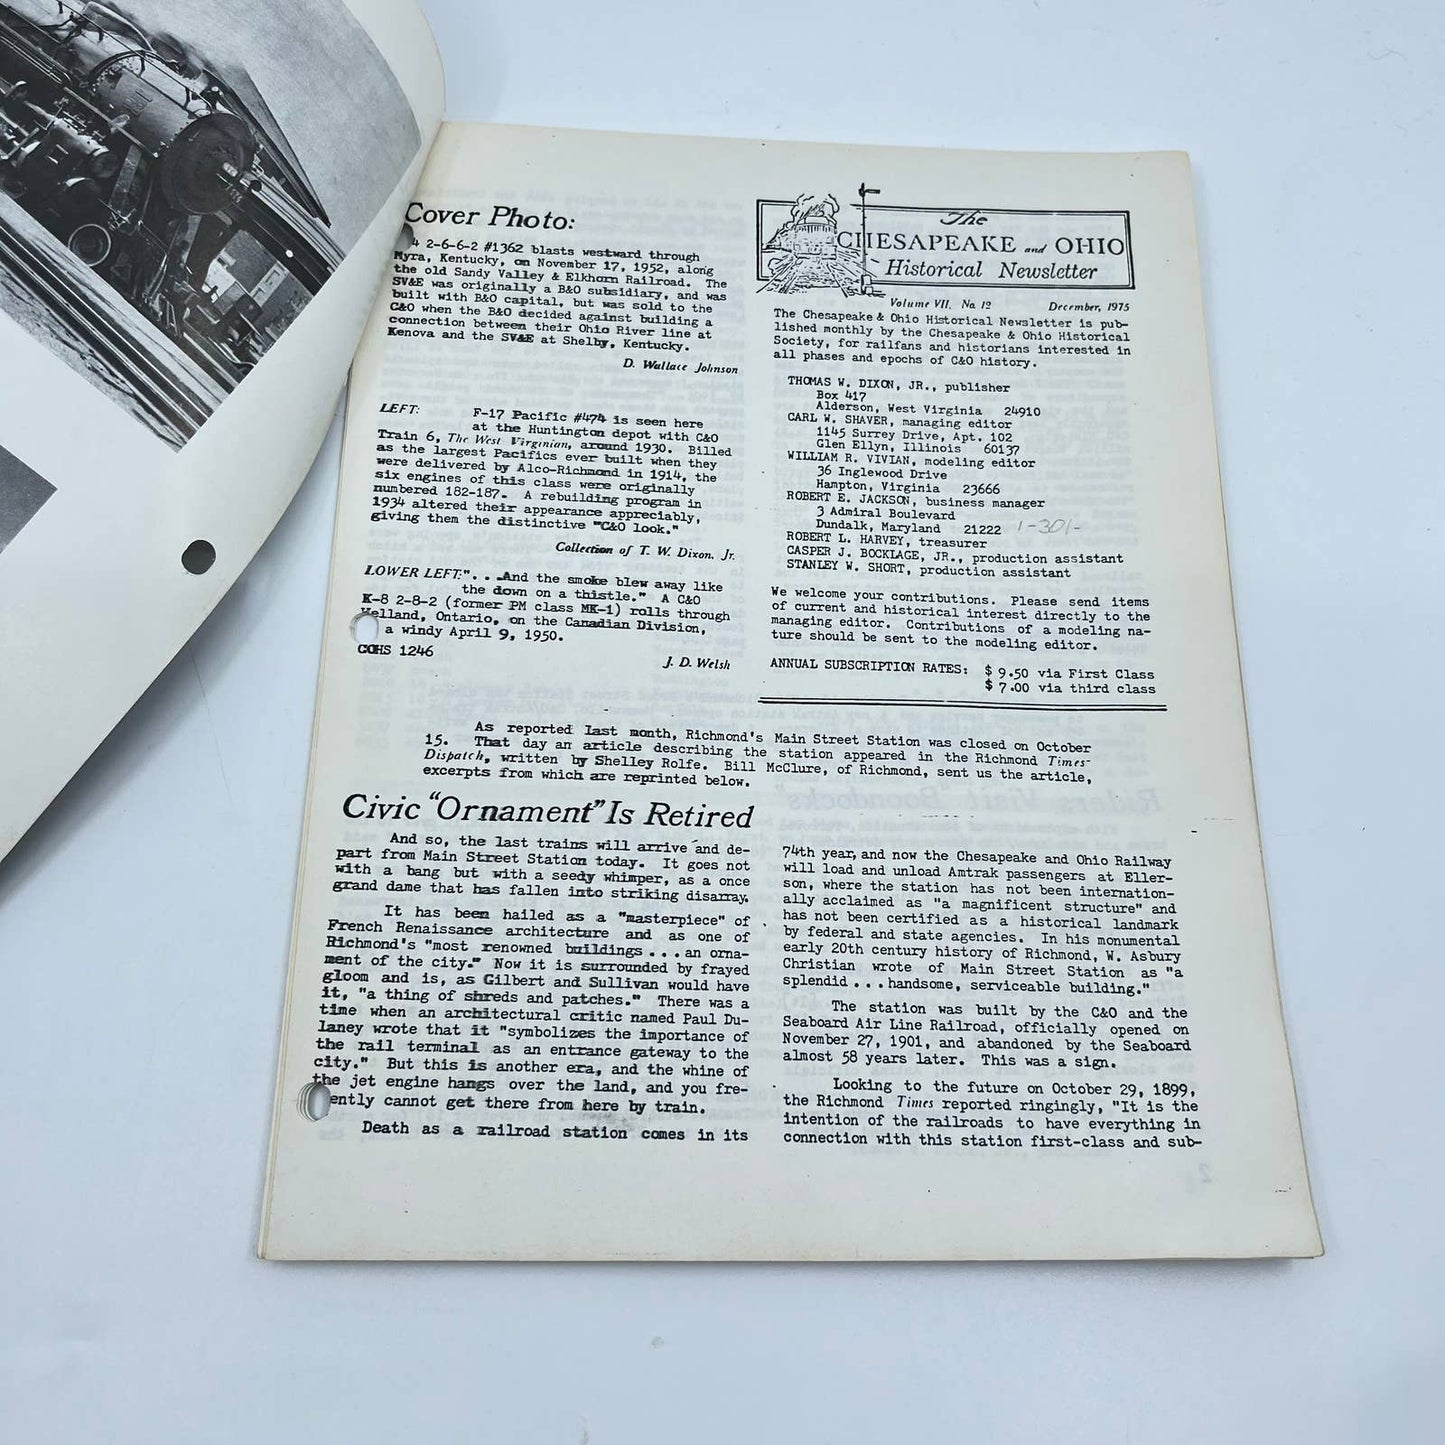 Cover Photo:
4 2-6-6-2 #1362 blasts westward through
Myra, Kentucky, on November 17, 1952, along
the old Sandy Valley & Elkhorn Railroad. The
SV&E was originally a B&O subsidiary, and was
built with B&O capital, but was sold to the
C&O when the B&O decided against building a
connection between their Ohio River line at
Kenova and the SV&E at Shelby, Kentucky.
D. Wallace Johnson
LEFT: F-17 Pacific #474 is seen here
at the Huntington depot with C&O
Train 6, The West Virginian, around 1930. Billed
as the largest Pacifics ever built when they
were delivered by Alco-Richmond in 1914, the
six engines of this class were originally
numbered 182-187. A rebuilding program in
1934 altered their appearance appreciably,
giving them the distinctive "C&O look."
Collection of T. W. Dixon, Jr.
LOWER LEFT: "...And the smoke blew away like
the down on a thistle." A C&O
K-8 2-8-2 (former PM class MK-1) rolls through
Welland, Ontario, on the Canadian Division,
a windy April 9, 1950.
COHS 1246
J. D. Welsh
The
CHESAPEAKE and OHIO
Historical Newsletter
Volume VII, No. 12 December, 1975
The Chesapeake & Ohio Historical Newsletter is pub-
lished monthly by the Chesapeake & Ohio Historical
Society, for railfans and historians interested in
all phases and epochs of C&O history.
THOMAS W. DIXON, JR., publisher
Box 417
Alderson, West Virginia 24910
CARL W. SHAVER, managing editor
1145 Surrey Drive, Apt. 102
Glen Ellyn, Illinois 60137
WILLIAM R. VIVIAN, modeling editor
36 Inglewood Drive
Hampton, Virginia 23666
ROBERT E. JACKSON, business manager
3 Admiral Boulevard
Dundalk, Maryland 21222 1-301-
ROBERT L. HARVEY, treasurer
CASPER J. BOCKLAGE, JR., production assistant
STANLEY W. SHORT, production assistant
We welcome your contributions. Please send items
of current and historical interest directly to the
managing editor. Contributions of a modeling na-
ture should be sent to the modeling editor.
ANNUAL SUBSCRIPTION RATES: $ 9.50 via First Class
$ 7.00 via third class
As reported last month, Richmond's Main Street Station was closed on October
15. That day an article describing the station appeared in the Richmond Times-
Dispatch, written by Shelley Rolfe. Bill McClure, of Richmond, sent us the article,
excerpts from which are reprinted below.
Civic "Ornament" Is Retired
And so, the last trains will arrive and de-
part from Main Street Station today. It goes not
with a bang but with a seedy whimper, as a once
grand dame that has fallen into striking disarray.
It has been hailed as a "masterpiece" of
French Renaissance architecture and as one of
Richmond's "most renowned buildings...an orna-
ment of the city." Now it is surrounded by frayed
gloom and is, as Gilbert and Sullivan would have
it, "a thing of shreds and patches." There was a
time when an architectural critic named Paul Du-
laney wrote that it "symbolizes the importance of
the rail terminal as an entrance gateway to the
city." But this is another era, and the whine of
the jet engine hangs over the land, and you fre-
ently cannot get there from here by train.
Death as a railroad station comes in its
74th year, and now the Chesapeake and Ohio Railway
will load and unload Amtrak passengers at Eller-
son, where the station has not been internation-
ally acclaimed as "a magnificent structure" and
has not been certified as a historical landmark
by federal and state agencies. In his monumental
early 20th century history of Richmond, W. Asbury
Christian wrote of Main Street Station as "a
splendid...handsome, serviceable building."
The station was built by the C&O and the
Seaboard Air Line Railroad, officially opened on
November 27, 1901, and abandoned by the Seaboard
almost 58 years later. This was a sign.
Looking to the future on October 29, 1899,
the Richmond Times reported ringingly, "It is the
intention of the railroads to have everything in
connection with this station first-class and sub-